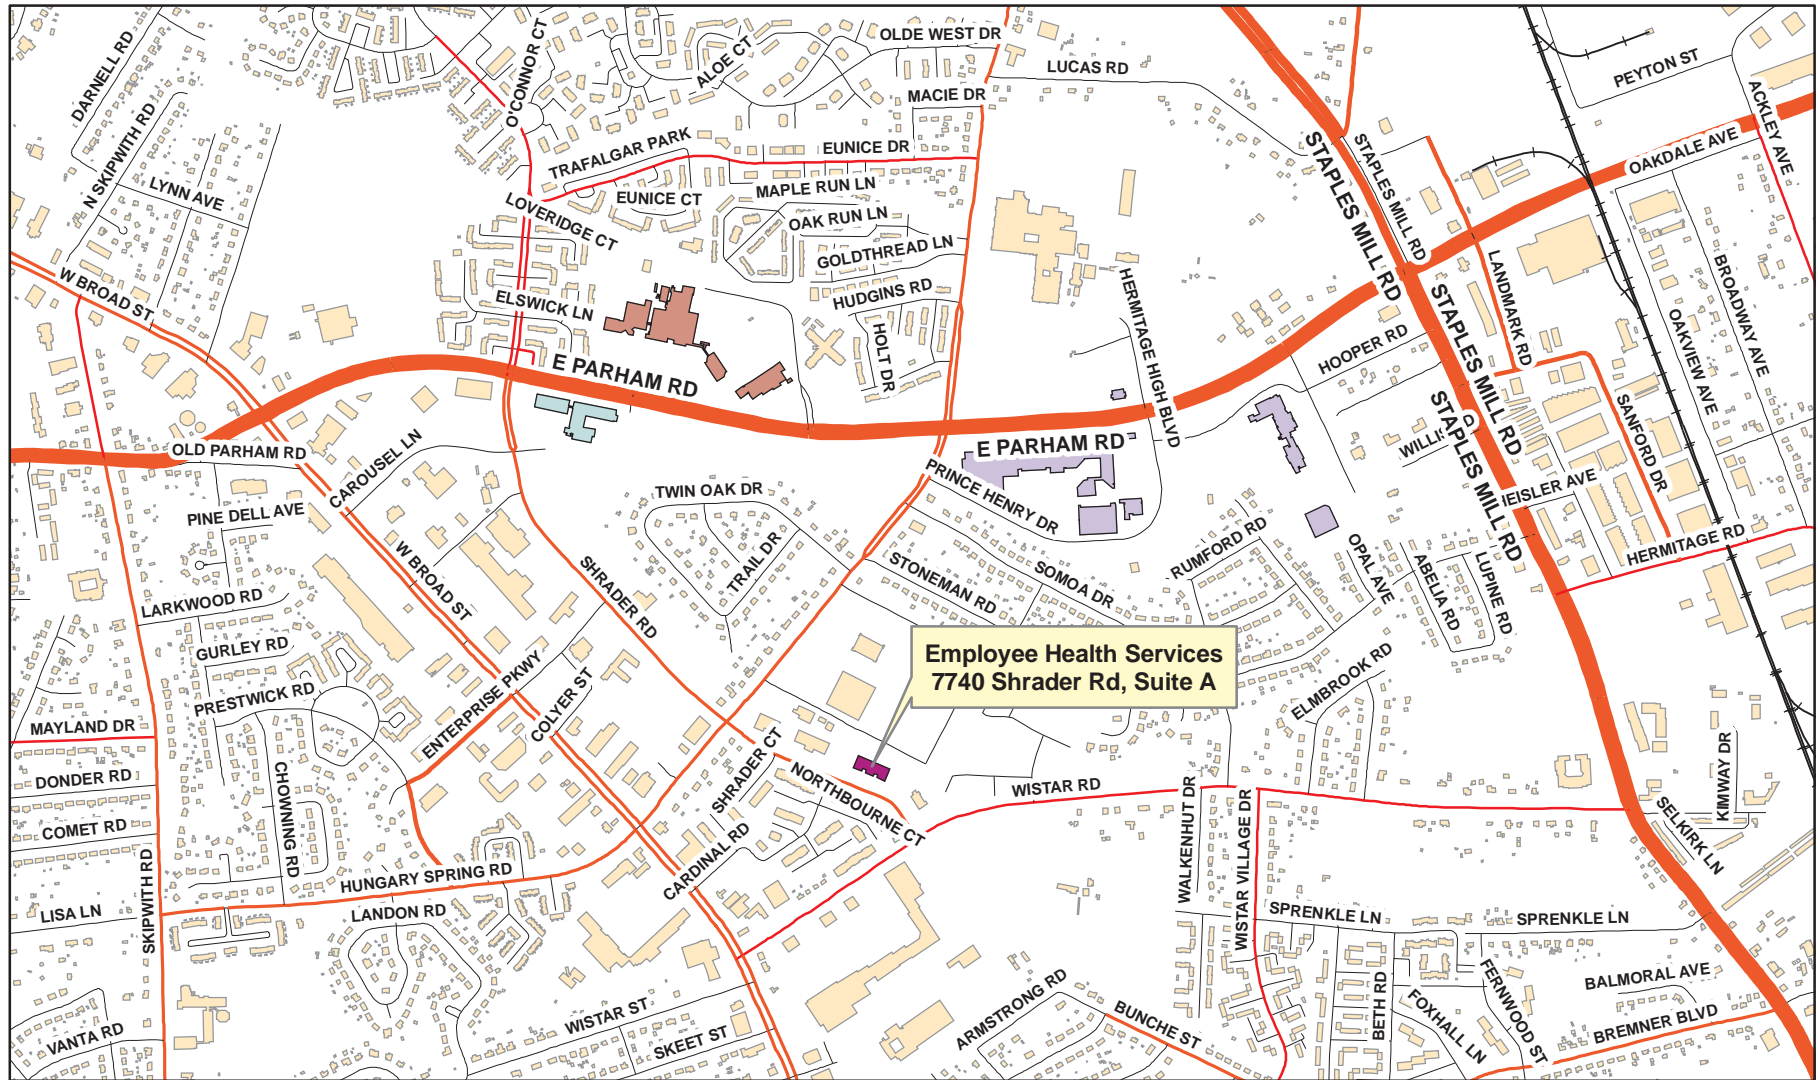 DARNELL RD
N SKIPWITH RD
LYNN AVE
W BROAD ST
O'CONNOR CT
ALOE CT
OLDE WEST DR
LUCAS RD
MACIE DR
TRAFALGAR PARK
EUNICE DR
EUNICE CT
MAPLE RUN LN
LOVERIDGE CT
OAK RUN LN
GOLDTHREAD LN
HUDGINS RD
ELSWICK LN
HOLT DR
E PARHAM RD
HERMITAGE HIGH BLVD
STAPLES MILL RD
STAPLES MILL RD
PEYTON ST
ACKLEY AVE
OAKDALE AVE
LANDMARK RD
BROADWAY AVE
OAKVIEW AVE
HOOPER RD
STAPLES MILL RD
STAPLES MILL RD
SANFORD DR
HERMITAGE RD
OLD PARHAM RD
CAROUSEL LN
PINE DELL AVE
W BROAD ST
TWIN OAK DR
TRAIL DR
E PARHAM RD
PRINCE HENRY DR
STONEMAN RD
SOMOA DR
RUMFORD RD
OPAL AVE
ABELIA RD
LUPINE RD
LARKWOOD RD
GURLEY RD
PRESTWICK RD
SHRADER RD
ENTERPRISE PKWY
COLYER ST
Employee Health Services
7740 Shrader Rd, Suite A
ELMBROOK RD
MAYLAND DR
DONDER RD
COMET RD
CHOWNING RD
SHRADER CT
NORTHBOURNE CT
CARDINAL RD
WISTAR RD
WALKENHUT DR
WISTAR VILLAGE DR
KIMWAY DR
SELKIRK LN
HUNGARY SPRING RD
LANDON RD
LISA LN
SKIPWITH RD
VANTA RD
WISTAR ST
SKEET ST
SPRENKLE LN
SPRENKLE LN
ARMSTRONG RD
BUNCHE ST
BETH RD
FOXHALL LN
FERNWOOD ST
BALMORAL AVE
BREMNER BLVD